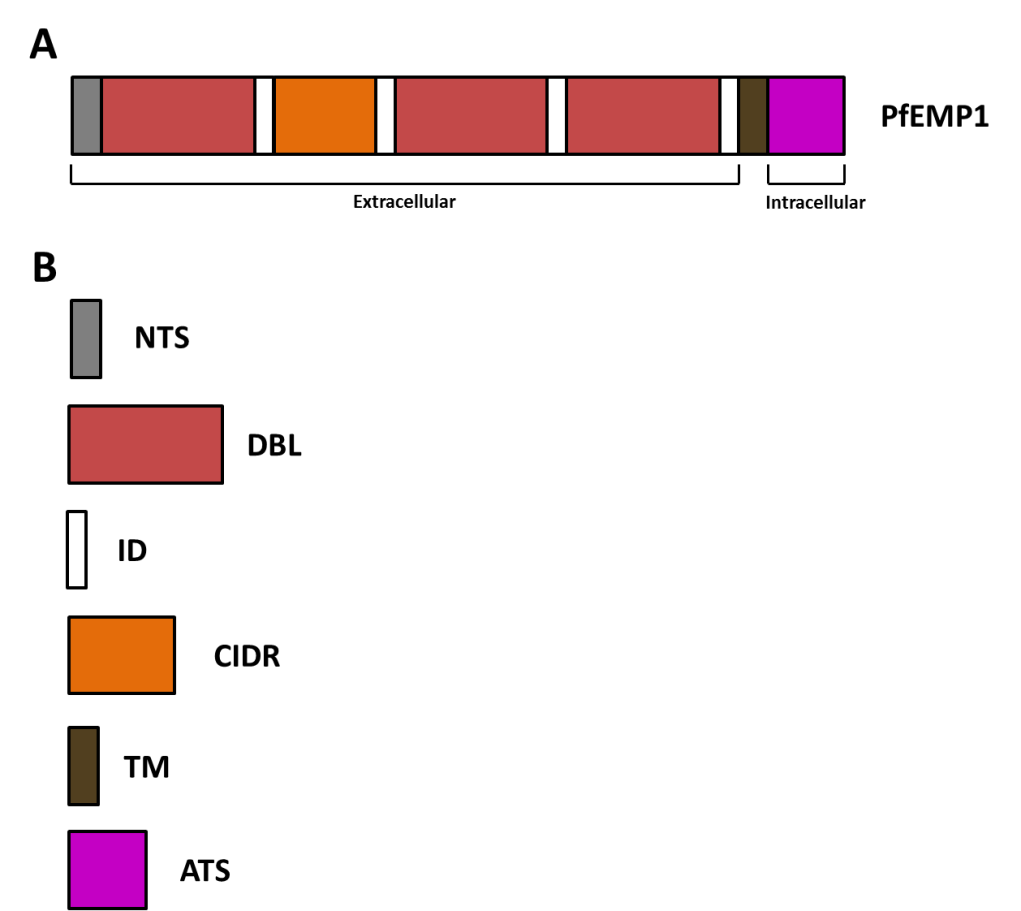 A
PfEMP1
Extracellular
Intracellular
B
NTS
DBL
ID
CIDR
TM
ATS